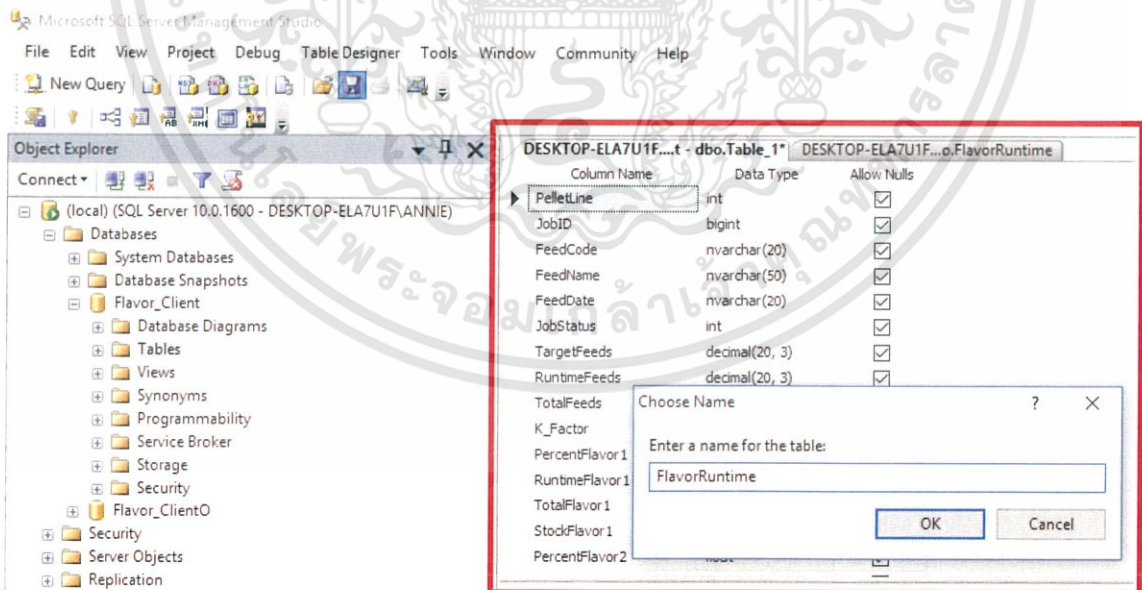 Microsoft SQL Server Management Studio
File Edit View Project Debug Table Designer Tools Window Community Help
New Query
Object Explorer
Connect
(local) (SQL Server 10.0.1600 - DESKTOP-ELA7U1F\ANNIE)
Databases
System Databases
Database Snapshots
Flavor_Client
Database Diagrams
Tables
Views
Synonyms
Programmability
Service Broker
Storage
Security
Flavor_ClientO
Security
Server Objects
Replication
DESKTOP-ELA7U1F....t - dbo.Table_1* DESKTOP-ELA7U1F...o.FlavorRuntime
Column Name Data Type Allow Nulls
PelletLine int
JobID bigint
FeedCode nvarchar(20)
FeedName nvarchar(50)
FeedDate nvarchar(20)
JobStatus int
TargetFeeds decimal(20, 3)
RuntimeFeeds decimal(20, 3)
TotalFeeds
K_Factor
PercentFlavor1
RuntimeFlavor1
TotalFlavor1
StockFlavor1
PercentFlavor2
Choose Name ? ×
Enter a name for the table:
FlavorRuntime
OK Cancel